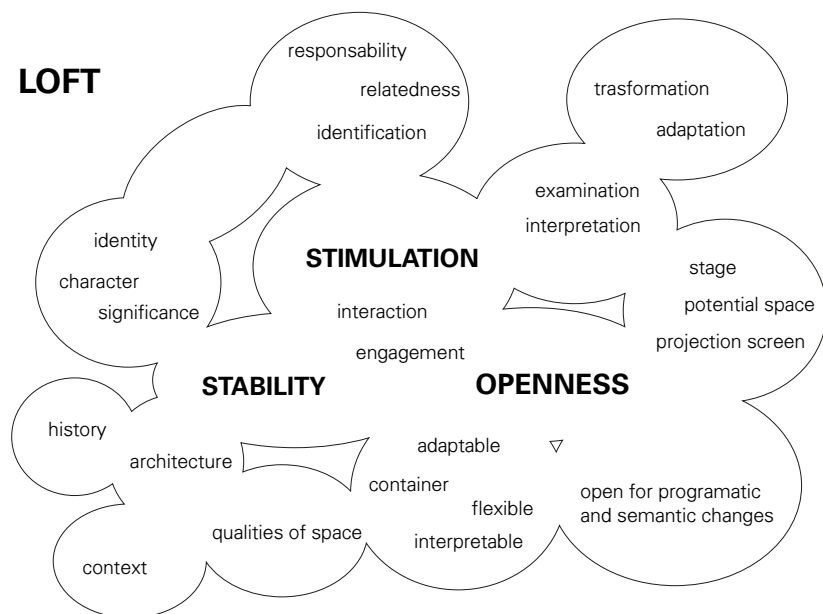 LOFT
responsability
relatedness
identification
trasformation
adaptation
examination
interpretation
identity
character
significance
STIMULATION
interaction
engagement
stage
potential space
projection screen
STABILITY
OPENNESS
history
architecture
adaptable
container
flexible
interpretable
open for programatic
and semantic changes
qualities of space
context